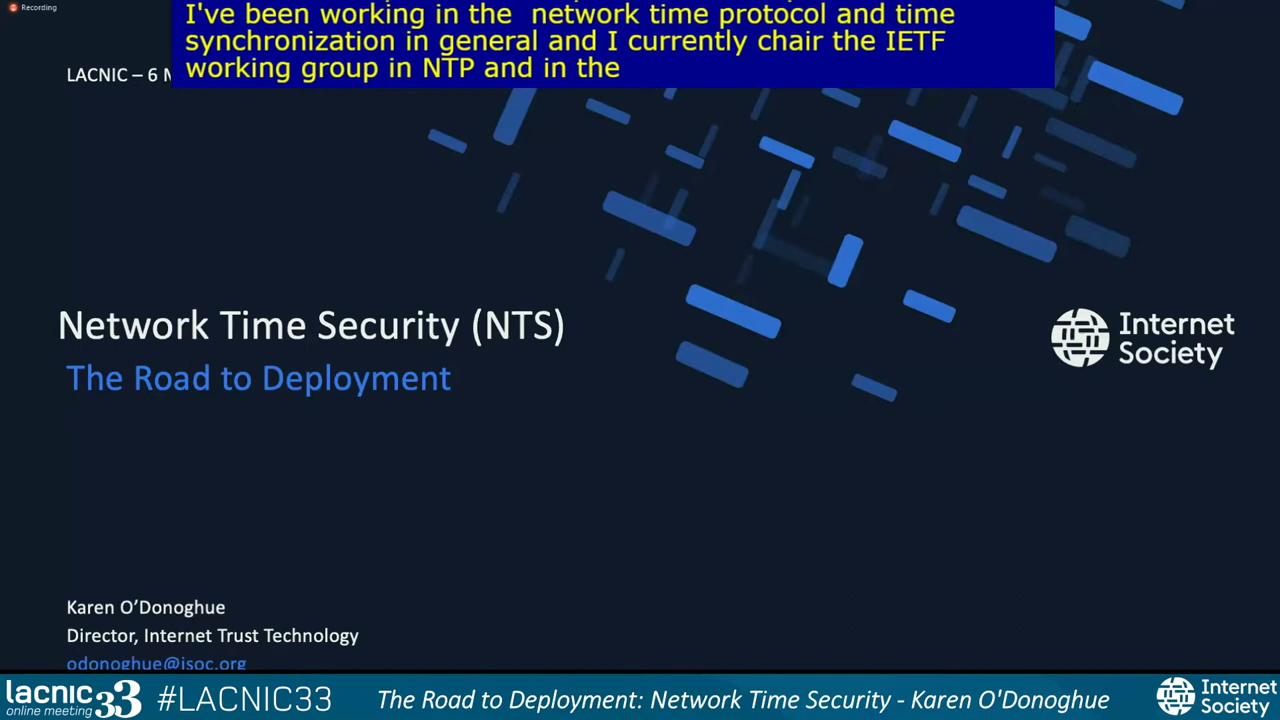 Recording
I've been working in the network time protocol and time
synchronization in general and I currently chair the IETF
working group in NTP and in the
LACNIC – 6
Network Time Security (NTS)
The Road to Deployment
Internet
Society
Karen O’Donoghue
Director, Internet Trust Technology
odonoghue@isoc.org
lacnic 33
online meeting
#LACNIC33
The Road to Deployment: Network Time Security - Karen O'Donoghue
Internet
Society